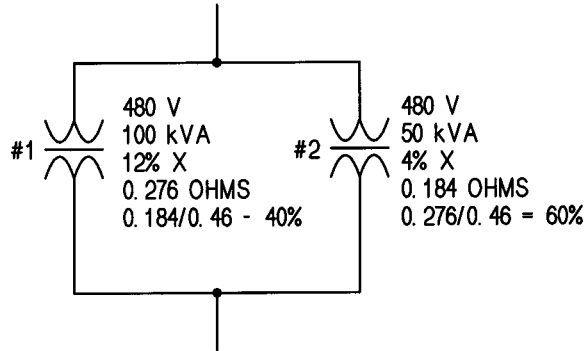 #1
480 V
100 kVA
12% X
0.276 OHMS
0.184/0.46 - 40%
#2
480 V
50 kVA
4% X
0.184 OHMS
0.276/0.46 = 60%